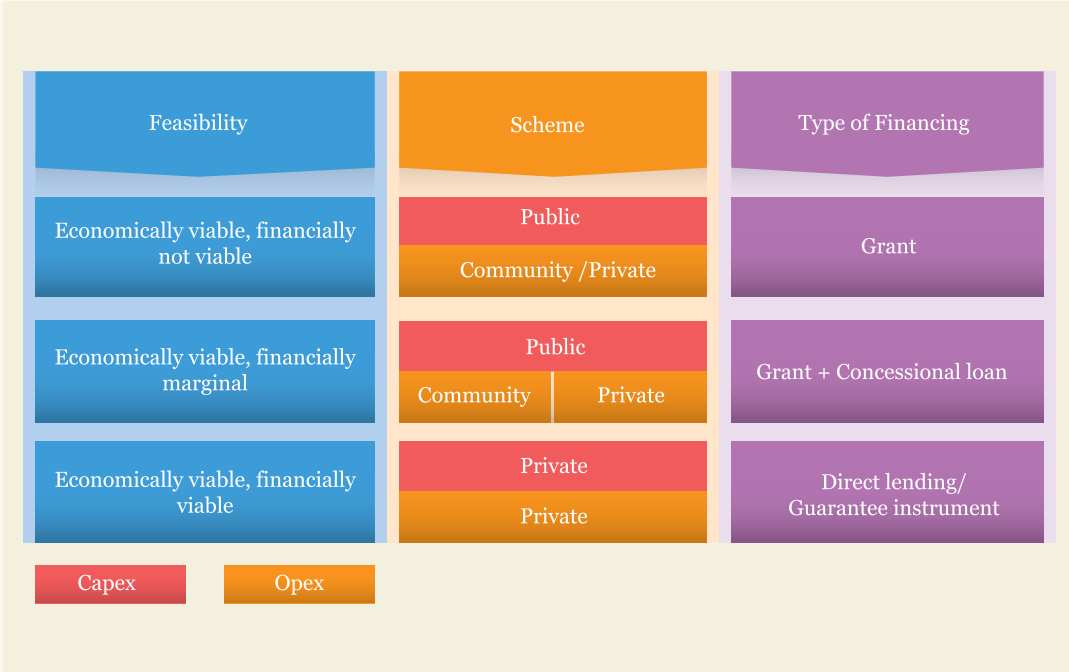 Feasibility
Scheme
Type of Financing
Economically viable, financially
not viable
Public
Community /Private
Grant
Economically viable, financially
marginal
Public
Community
Private
Grant + Concessional loan
Economically viable, financially
viable
Private
Private
Direct lending/
Guarantee instrument
Capex
Opex